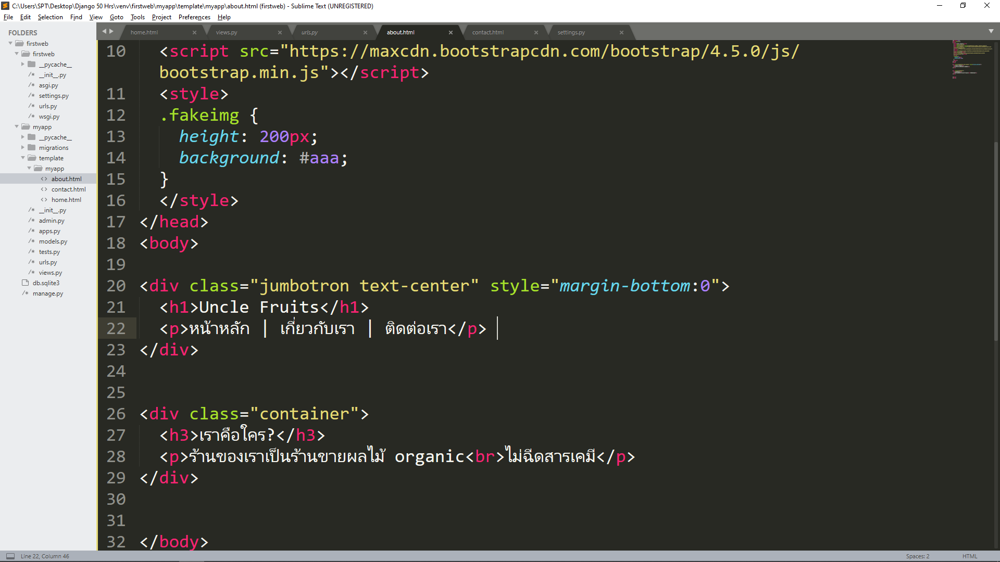 C:\Users\SPT\Desktop\Django 50 Hrs\venv\firstweb\myapp\template\myapp\about.html (firstweb) - Sublime Text (UNREGISTERED)
File Edit Selection Find View Goto Tools Project Preferences Help
FOLDERS
firstweb
firstweb
__pycache__
/* __init__.py
/* asgi.py
/* settings.py
/* urls.py
/* wsgi.py
myapp
__pycache__
migrations
template
myapp
<> about.html
<> contact.html
<> home.html
/* __init__.py
/* admin.py
/* apps.py
/* models.py
/* tests.py
/* urls.py
/* views.py
db.sqlite3
/* manage.py
home.html views.py urls.py about.html contact.html settings.py
10 <script src="https://maxcdn.bootstrapcdn.com/bootstrap/4.5.0/js/
bootstrap.min.js"></script>
11 <style>
12 .fakeimg {
13 height: 200px;
14 background: #aaa;
15 }
16 </style>
17 </head>
18 <body>
19
20 <div class="jumbotron text-center" style="margin-bottom:0">
21 <h1>Uncle Fruits</h1>
22 <p>หน้าหลัก | เกี่ยวกับเรา | ติดต่อเรา</p>
23 </div>
24
25
26 <div class="container">
27 <h3>เราคือใคร?</h3>
28 <p>ร้านของเราเป็นร้านขายผลไม้ organic<br>ไม่ฉีดสารเคมี</p>
29 </div>
30
31
32 </body>
Line 22, Column 46 Spaces: 2 HTML